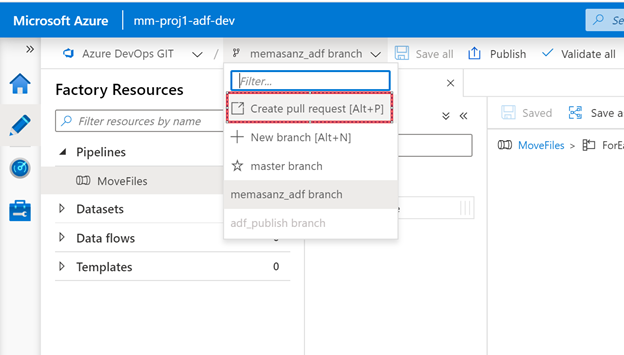 Microsoft Azure mm-proj1-adf-dev Sea
» Azure DevOps GIT / memasanz_adf branch Save all Publish Validate all
Factory Resources Filter...
Filter resources by name Create pull request [Alt+P] Saved Save a
Pipelines New branch [Alt+N] MoveFiles > ForEa
MoveFiles master branch
memasanz_adf branch
Datasets adf_publish branch
Data flows
Templates 0